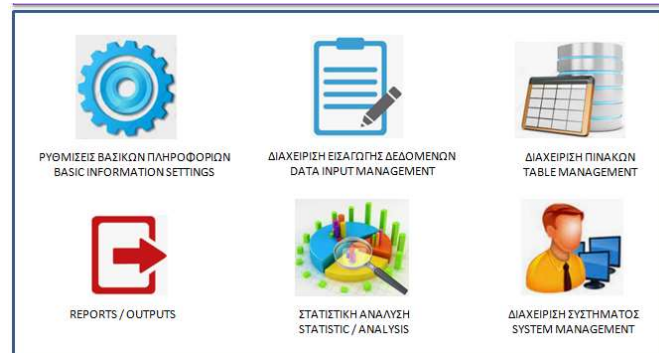 ΡΥΘΜΙΣΕΙΣ ΒΑΣΙΚΩΝ ΠΛΗΡΟΦΟΡΙΩΝ
BASIC INFORMATION SETTINGS
ΔΙΑΧΕΙΡΙΣΗ ΕΙΣΑΓΩΓΗΣ ΔΕΔΟΜΕΝΩΝ
DATA INPUT MANAGEMENT
ΔΙΑΧΕΙΡΙΣΗ ΠΙΝΑΚΩΝ
TABLE MANAGEMENT
REPORTS / OUTPUTS
ΣΤΑΤΙΣΤΙΚΗ ΑΝΑΛΥΣΗ
STATISTIC / ANALYSIS
ΔΙΑΧΕΙΡΙΣΗ ΣΥΣΤΗΜΑΤΟΣ
SYSTEM MANAGEMENT